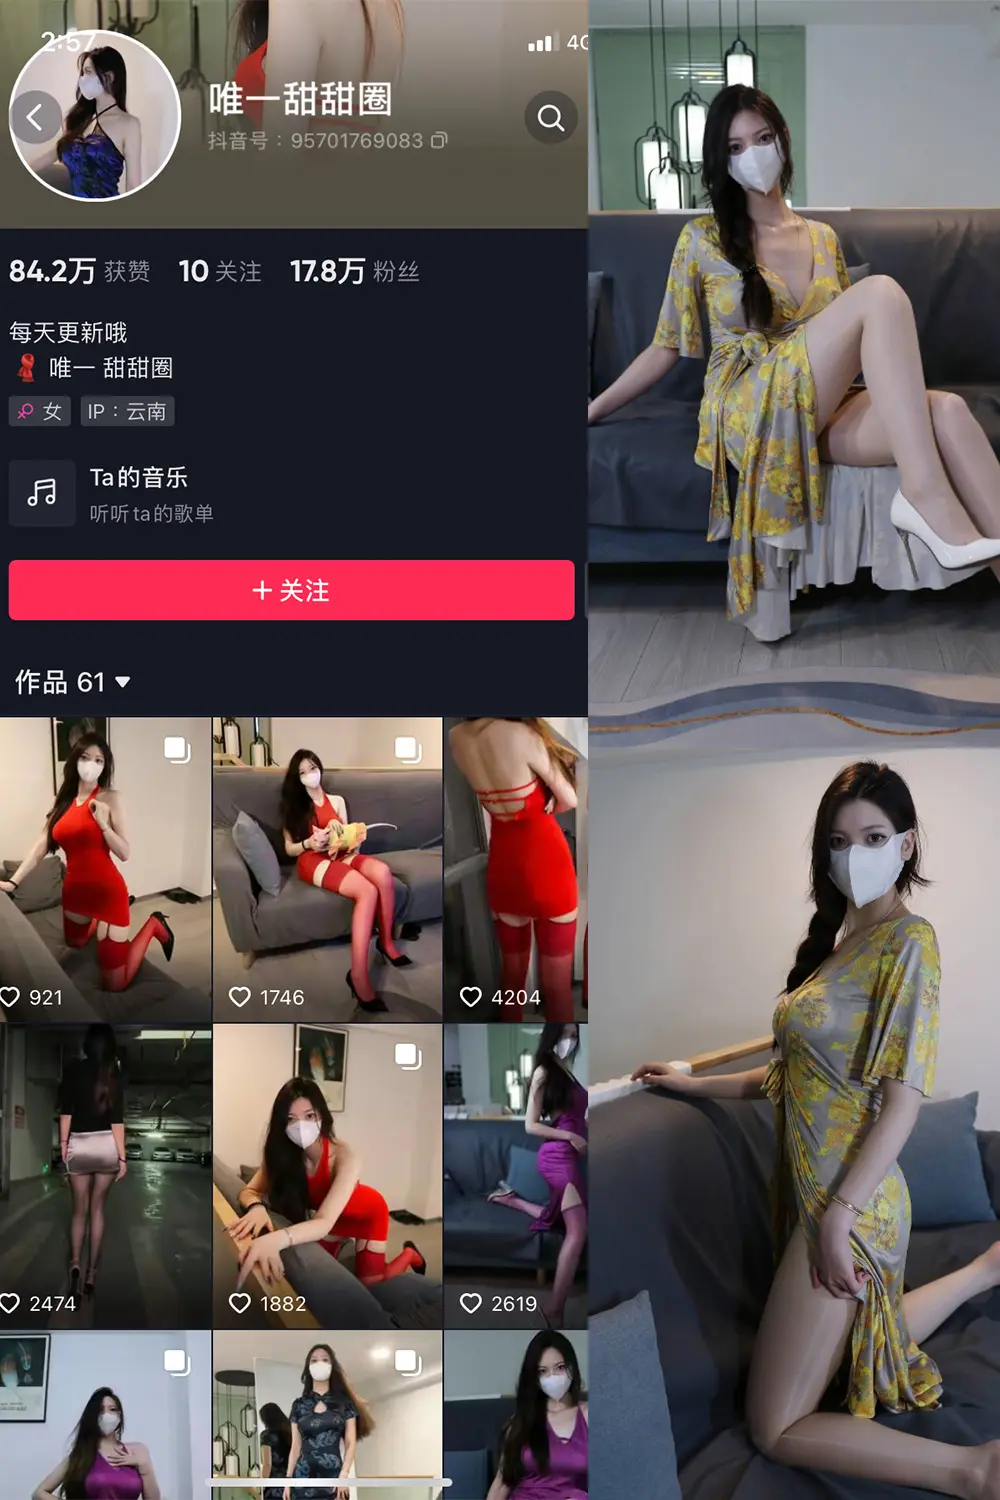 2:57
4G
唯一甜甜圈
抖音号：95701769083
84.2万 获赞 10 关注 17.8万 粉丝
每天更新哦
唯一 甜甜圈
女 IP：云南
Ta的音乐
听听ta的歌单
+ 关注
作品 61
921 1746 4204
2474 1882 2619